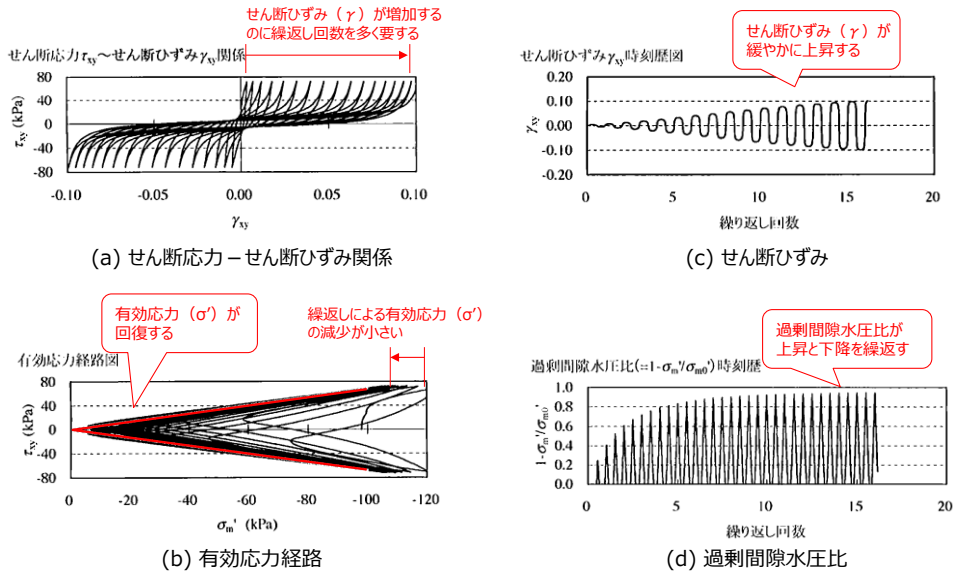 せん断ひずみ（γ）が増加する
のに繰返し回数を多く要する
せん断応力τxy～せん断ひずみγxy関係
80
40
0
-40
-80
τxy (kPa)
-0.10
-0.05
0.00
0.05
0.10
γxy
(a) せん断応力－せん断ひずみ関係
せん断ひずみ（γ）が
緩やかに上昇する
せん断ひずみγxy時刻歴図
0.20
0.10
0.00
-0.10
-0.20
γxy
0
5
10
15
20
繰り返し回数
(c) せん断ひずみ
有効応力（σ'）が
回復する
繰返しによる有効応力（σ'）
の減少が小さい
有効応力経路図
80
40
0
-40
-80
τxy (kPa)
0
-20
-40
-60
-80
-100
-120
σm' (kPa)
(b) 有効応力経路
過剰間隙水圧比が
上昇と下降を繰返す
過剰間隙水圧比(=1-σm'/σm0')時刻歴
1.0
0.8
0.6
0.4
0.2
0.0
1-σm'/σm0'
0
5
10
15
20
繰り返し回数
(d) 過剰間隙水圧比